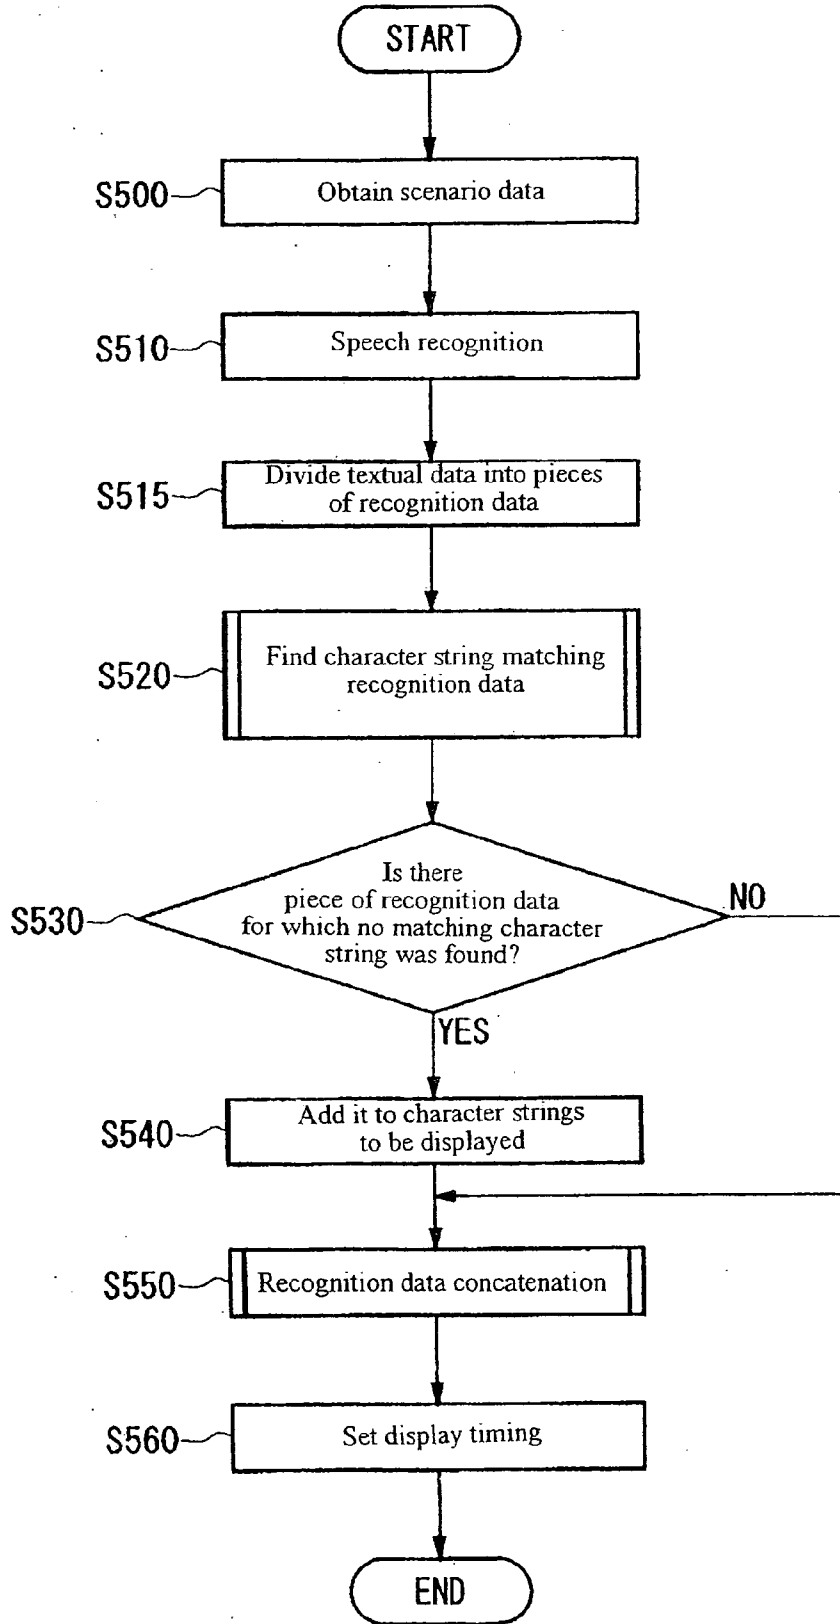 START
S500
Obtain scenario data
S510
Speech recognition
S515
Divide textual data into pieces
of recognition data
S520
Find character string matching
recognition data
S530
Is there
piece of recognition data
for which no matching character
string was found?
NO
YES
S540
Add it to character strings
to be displayed
S550
Recognition data concatenation
S560
Set display timing
END